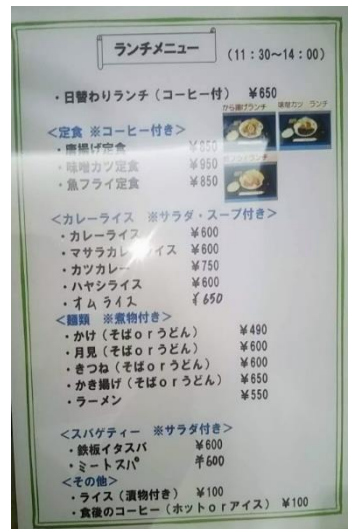 ランチメニュー
(11:30～14:00)
・日替わりランチ(コーヒー付) ¥650
から揚げランチ 味噌カツ ランチ
<定食 ※コーヒー付き>
・唐揚げ定食 ¥850
・味噌カツ定食 ¥950
・魚フライ定食 ¥850
ランチ
<カレーライス ※サラダ・スープ付き>
・カレーライス ¥600
・マサラカレーライス ¥600
・カツカレー ¥750
・ハヤシライス ¥600
・オムライス ¥650
<麺類 ※煮物付き>
・かけ(そばorうどん) ¥490
・月見(そばorうどん) ¥600
・きつね(そばorうどん) ¥600
・かき揚げ(そばorうどん) ¥650
・ラーメン ¥550
<スパゲティー ※サラダ付き>
・鉄板イタスパ ¥600
・ミートスパ ¥600
<その他>
・ライス(漬物付き) ¥100
・食後のコーヒー(ホットorアイス) ¥100